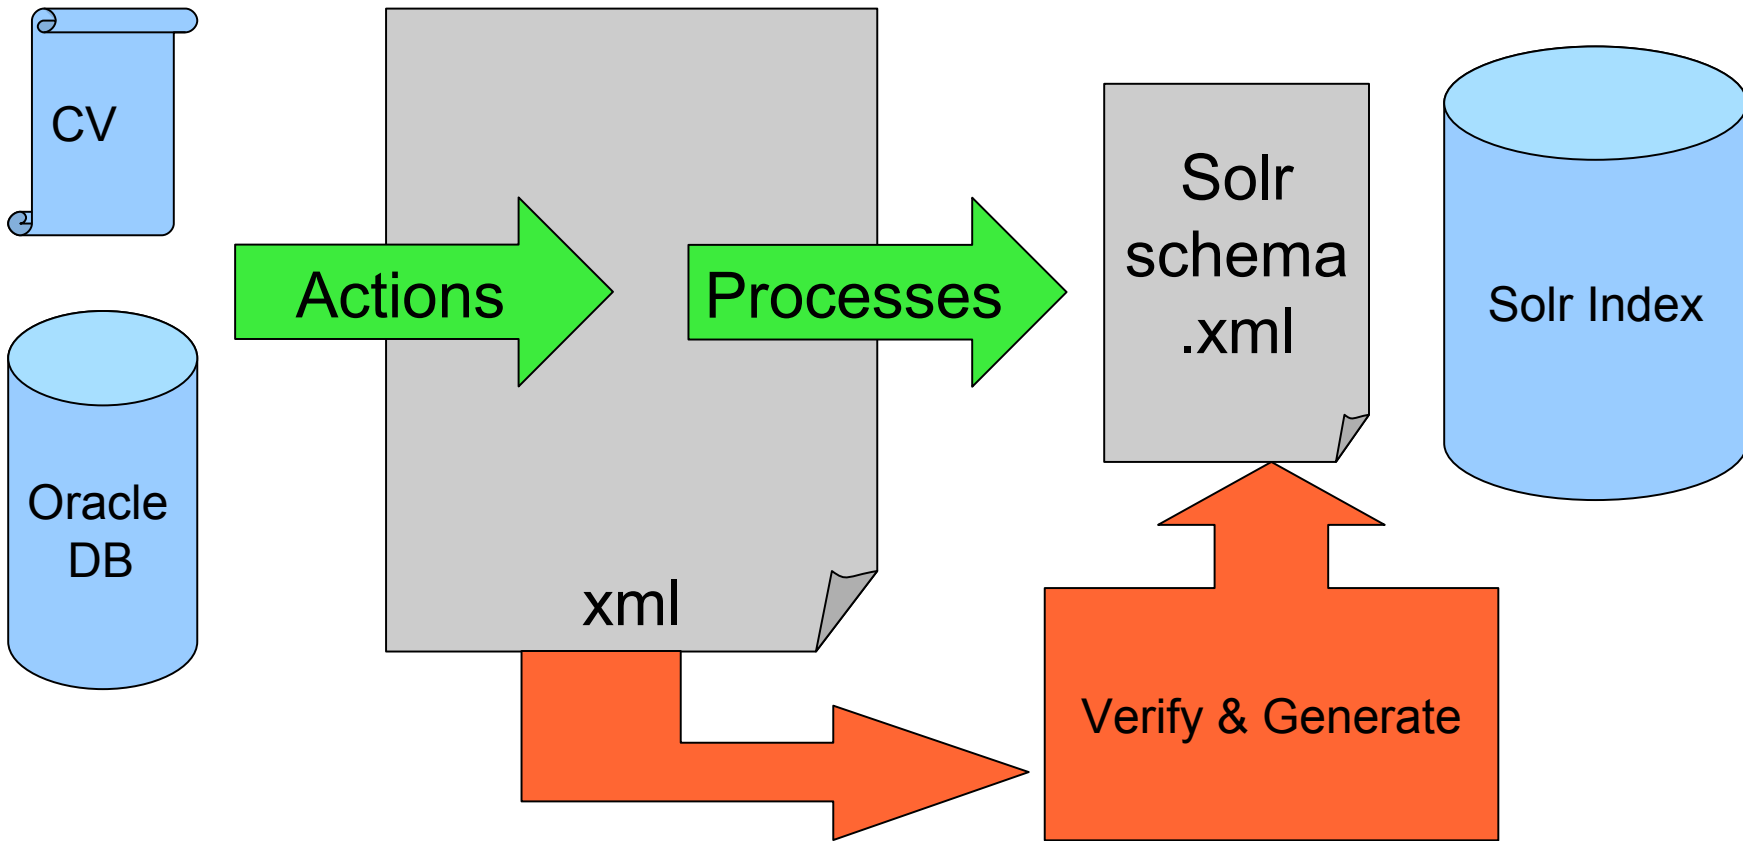 CV
Oracle
DB
Actions
xml
Processes
Solr
schema
.xml
Solr Index
Verify & Generate